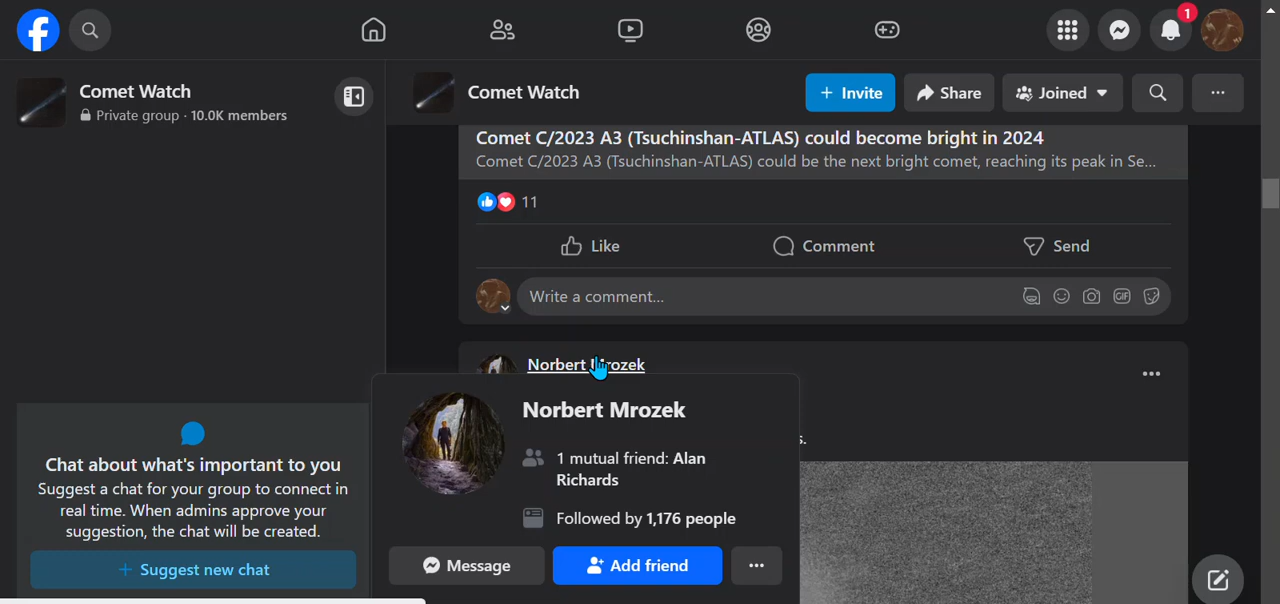 1
Comet Watch
Private group · 10.0K members
Comet Watch
+ Invite
Share
Joined
Comet C/2023 A3 (Tsuchinshan-ATLAS) could become bright in 2024
Comet C/2023 A3 (Tsuchinshan-ATLAS) could be the next bright comet, reaching its peak in Se...
11
Like
Comment
Send
Write a comment...
GIF
Norbert Mrozek
s.
Norbert Mrozek
1 mutual friend: Alan
Richards
Followed by 1,176 people
Message
Add friend
Chat about what's important to you
Suggest a chat for your group to connect in
real time. When admins approve your
suggestion, the chat will be created.
+ Suggest new chat